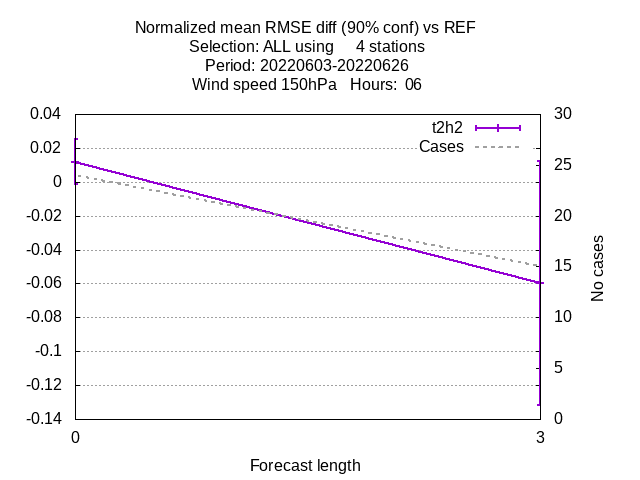 Normalized mean RMSE diff (90% conf) vs REF
Selection: ALL using     4 stations
Period: 20220603-20220626
Wind speed 150hPa   Hours:  06
t2h2
Cases
0.04
0.02
0
-0.02
-0.04
-0.06
-0.08
-0.1
-0.12
-0.14
30
25
20
15
10
5
0
No cases
0 3
Forecast length